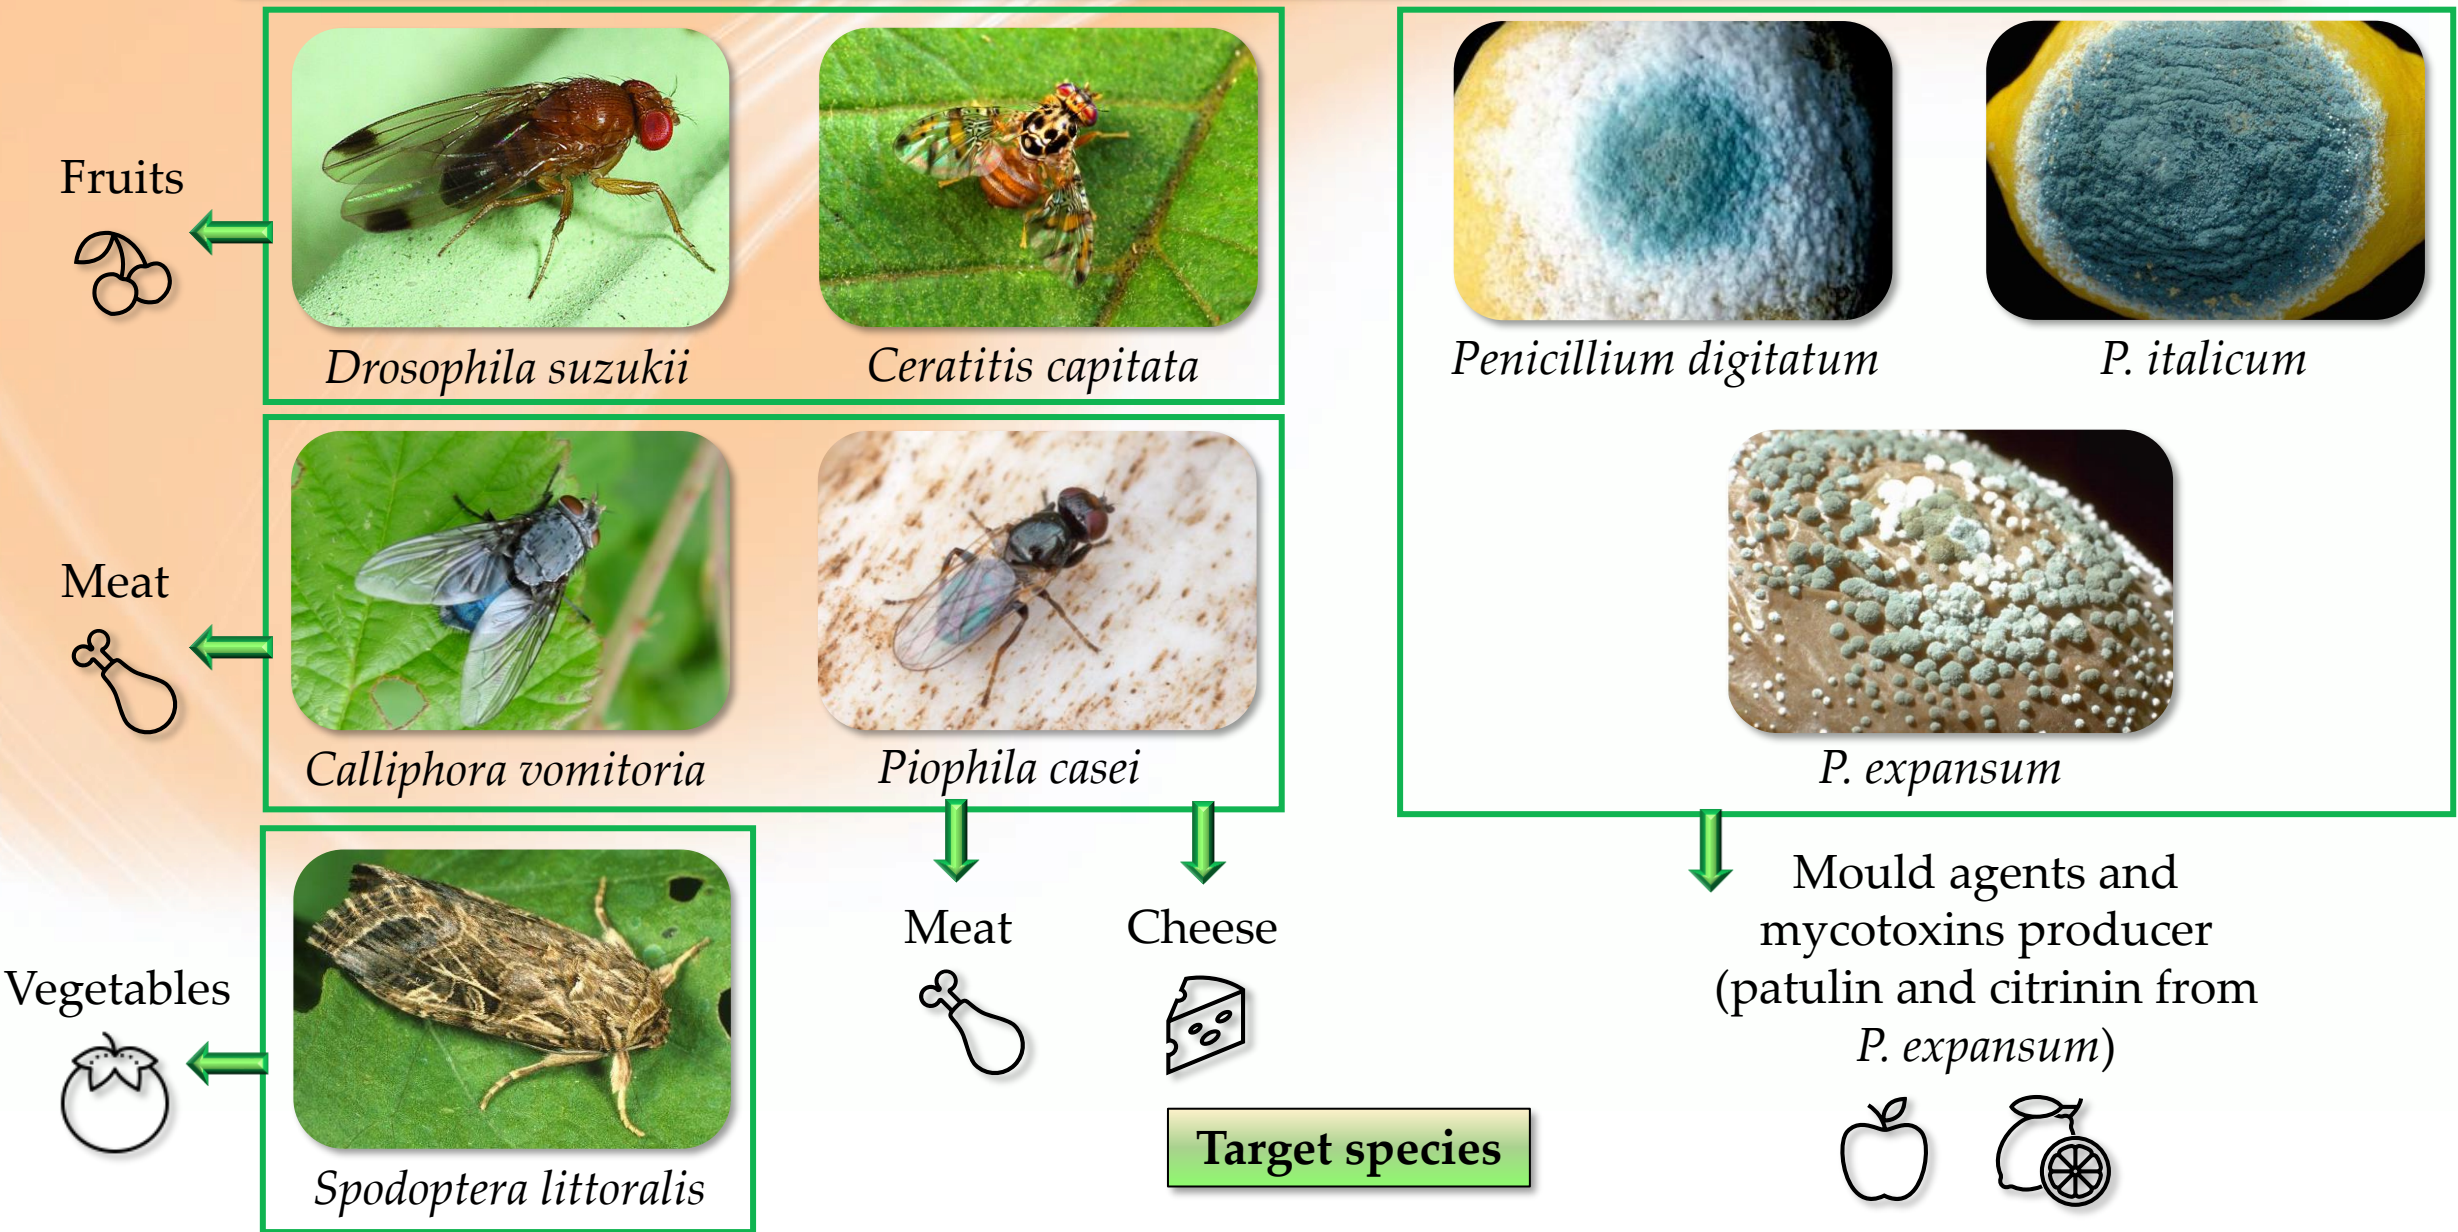 Fruits
Drosophila suzukii
Ceratitis capitata
Meat
Calliphora vomitoria
Piophila casei
Vegetables
Spodoptera littoralis
Meat
Cheese
Penicillium digitatum
P. italicum
P. expansum
Mould agents and
mycotoxins producer
(patulin and citrinin from
P. expansum)
Target species